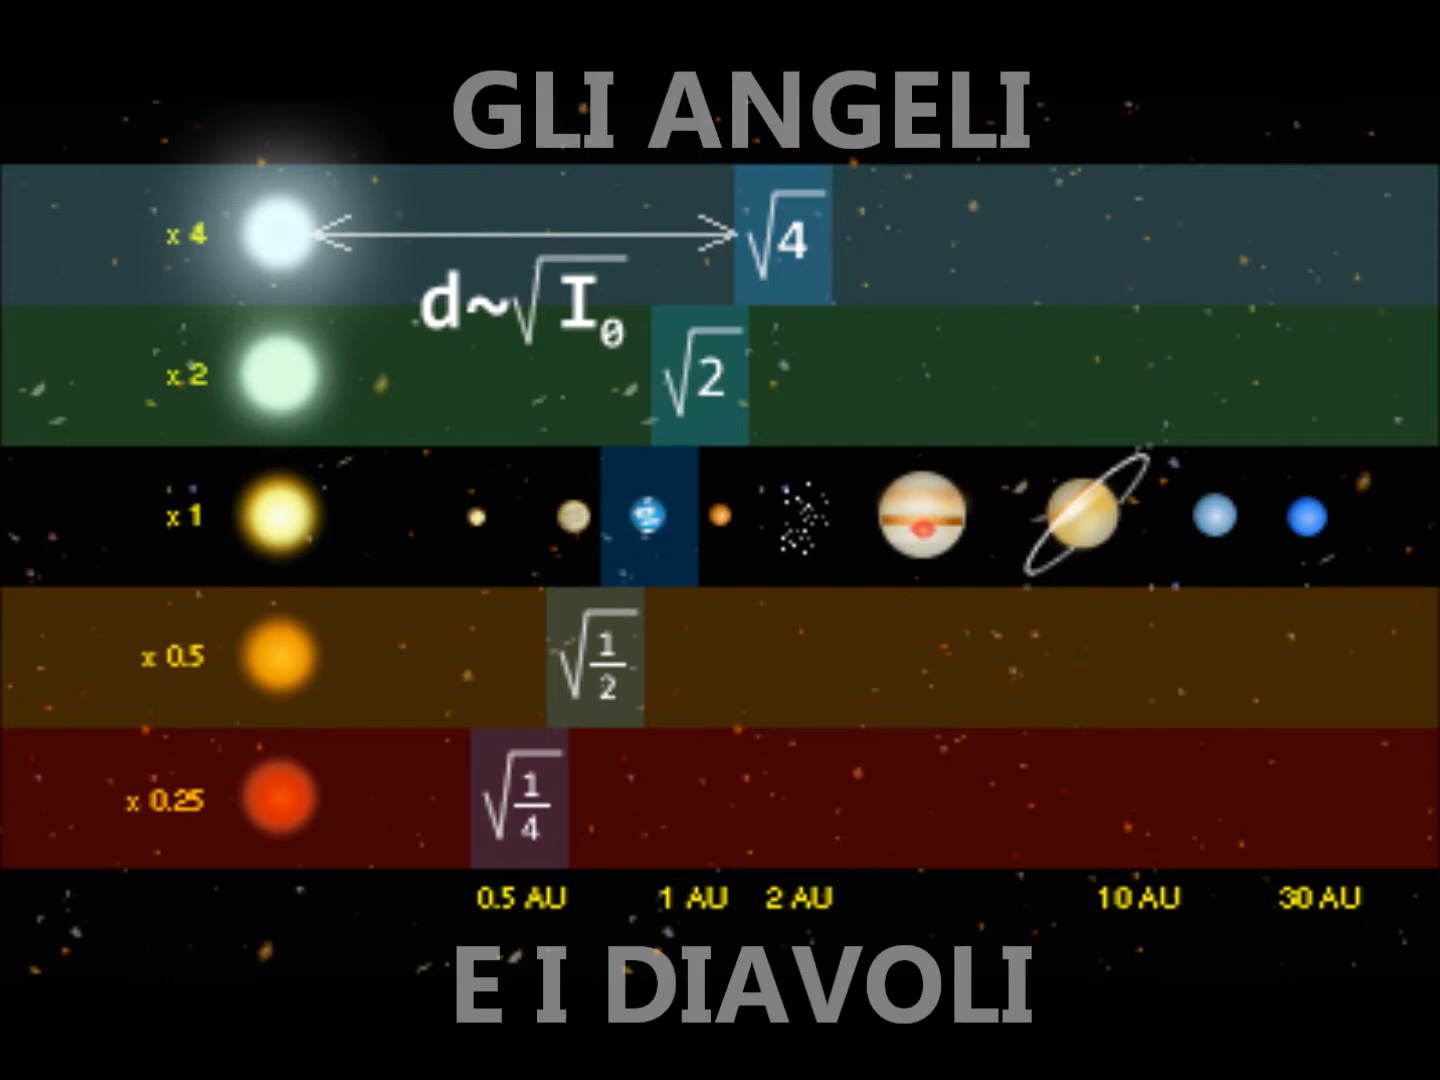 GLI ANGELI
x 4
√4
d~√I₀
x 2
√2
x 1
x 0.5
√1/2
x 0.25
√1/4
0.5 AU 1 AU 2 AU 10 AU 30 AU
E I DIAVOLI